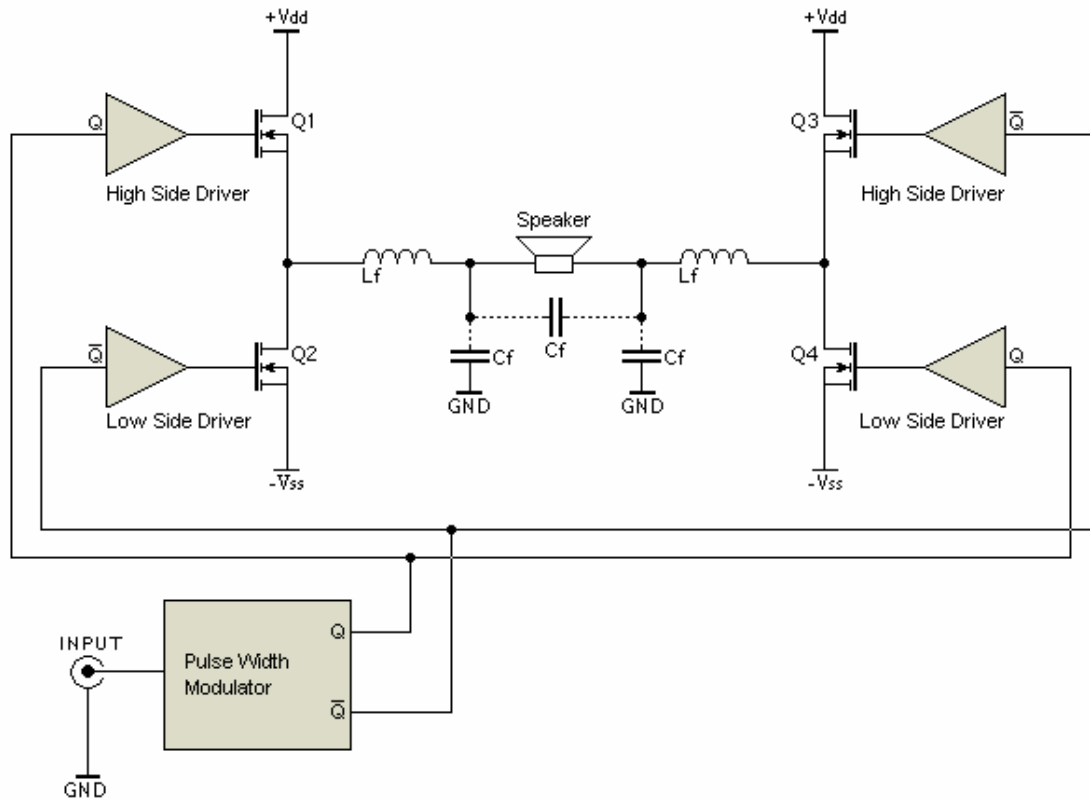 +Vdd
+Vdd
Q
Q1
Q3
Q̅
High Side Driver
High Side Driver
Speaker
Lf
Lf
Q̅
Q2
Cf
Q4
Q
Cf
Cf
Low Side Driver
GND
GND
Low Side Driver
-Vss
-Vss
INPUT
Q
Pulse Width
Modulator
Q̅
GND